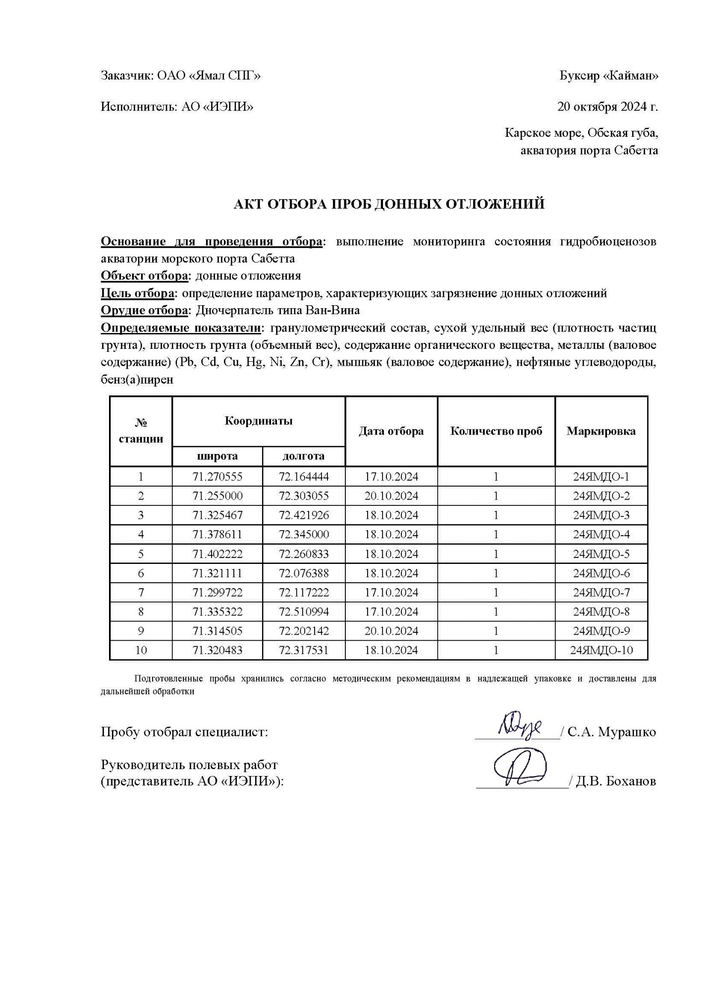 Заказчик: ОАО «Ямал СПГ» Буксир «Кайман»
Исполнитель: АО «ИЭПИ» 20 октября 2024 г.
Карское море, Обская губа,
акватория порта Сабетта
АКТ ОТБОРА ПРОБ ДОННЫХ ОТЛОЖЕНИЙ
Основание для проведения отбора: выполнение мониторинга состояния гидробиоценозов
акватории морского порта Сабетта
Объект отбора: донные отложения
Цель отбора: определение параметров, характеризующих загрязнение донных отложений
Орудие отбора: Дночерпатель типа Ван-Вина
Определяемые показатели: гранулометрический состав, сухой удельный вес (плотность частиц
грунта), плотность грунта (объемный вес), содержание органического вещества, металлы (валовое
содержание) (Pb, Cd, Cu, Hg, Ni, Zn, Cr), мышьяк (валовое содержание), нефтяные углеводороды,
бенз(а)пирен
№ станции Координаты Дата отбора Количество проб Маркировка
широта долгота
1 71.270555 72.164444 17.10.2024 1 24ЯМДО-1
2 71.255000 72.303055 20.10.2024 1 24ЯМДО-2
3 71.325467 72.421926 18.10.2024 1 24ЯМДО-3
4 71.378611 72.345000 18.10.2024 1 24ЯМДО-4
5 71.402222 72.260833 18.10.2024 1 24ЯМДО-5
6 71.321111 72.076388 18.10.2024 1 24ЯМДО-6
7 71.299722 72.117222 17.10.2024 1 24ЯМДО-7
8 71.335322 72.510994 17.10.2024 1 24ЯМДО-8
9 71.314505 72.202142 20.10.2024 1 24ЯМДО-9
10 71.320483 72.317531 18.10.2024 1 24ЯМДО-10
Подготовленные пробы хранились согласно методическим рекомендациям в надлежащей упаковке и доставлены для
дальнейшей обработки
Пробу отобрал специалист: / С.А. Мурашко
Руководитель полевых работ
(представитель АО «ИЭПИ»): / Д.В. Боханов